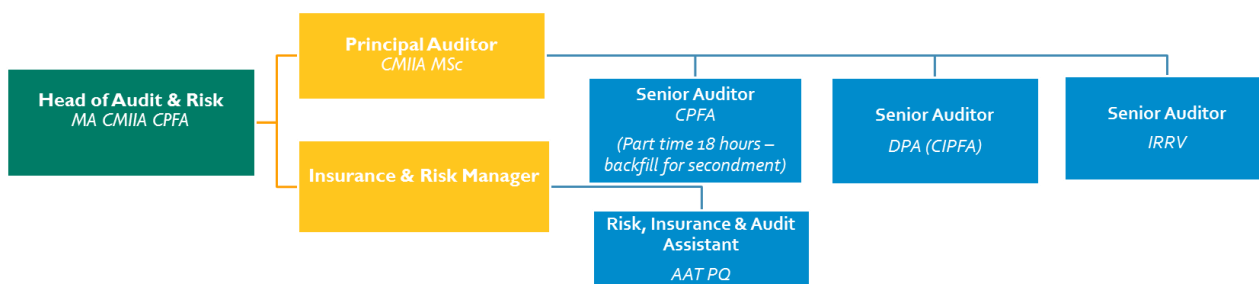 Head of Audit & Risk
MA CMIIA CPFA
Principal Auditor
CMIIA MSc
Insurance & Risk Manager
Senior Auditor
CPFA
(Part time 18 hours –
backfill for secondment)
Senior Auditor
DPA (CIPFA)
Senior Auditor
IRRV
Risk, Insurance & Audit
Assistant
AAT PQ